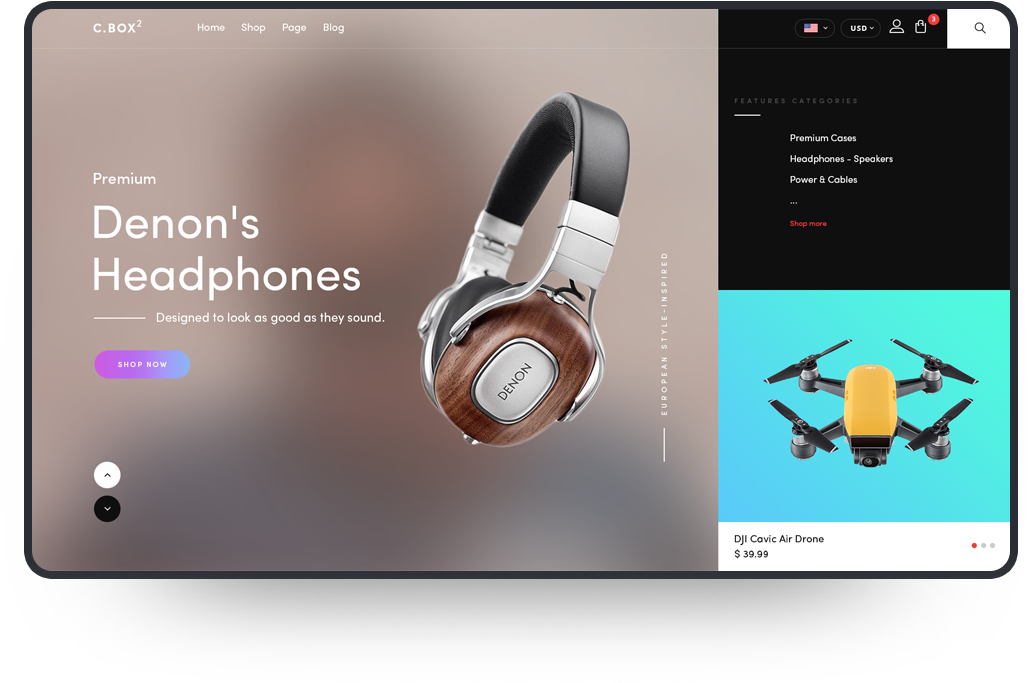 C.BOX2
Home Shop Page Blog
USD
3
Premium
Denon's
Headphones
Designed to look as good as they sound.
SHOP NOW
DENON
EUROPEAN STYLE-INSPIRED
FEATURES CATEGORIES
Premium Cases
Headphones - Speakers
Power & Cables
...
Shop more
DJI Cavic Air Drone
$ 39.99